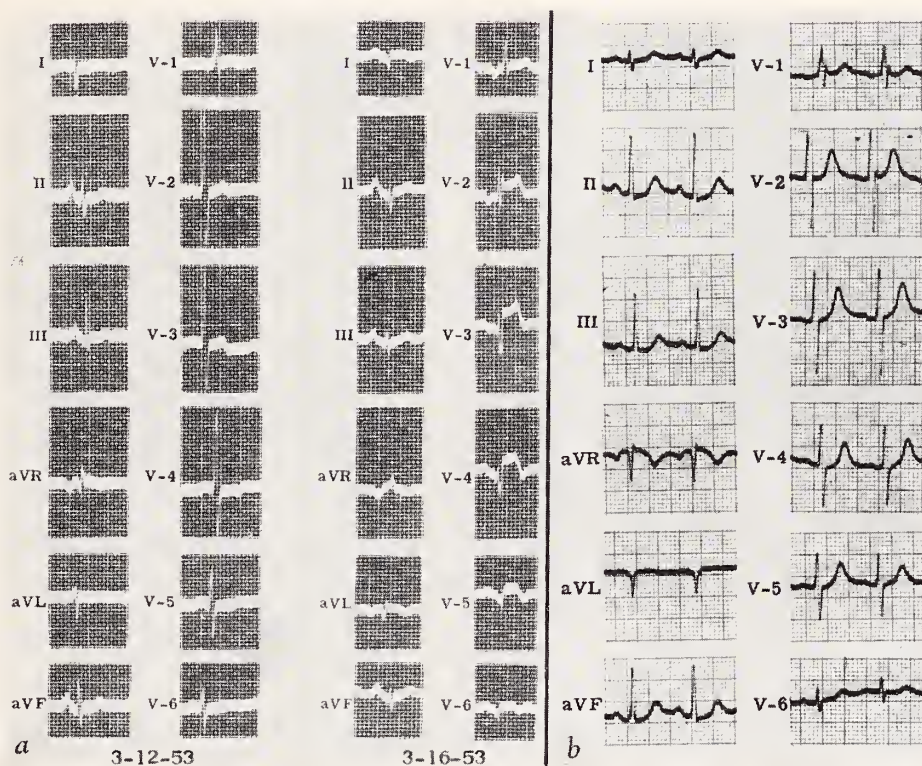 I V-1
II V-2
III V-3
aVR V-4
aVL V-5
aVF V-6
a
3-12-53
I V-1
II V-2
III V-3
aVR V-4
aVL V-5
aVF V-6
3-16-53
I V-1
II V-2
III V-3
aVR V-4
aVL V-5
aVF V-6
b